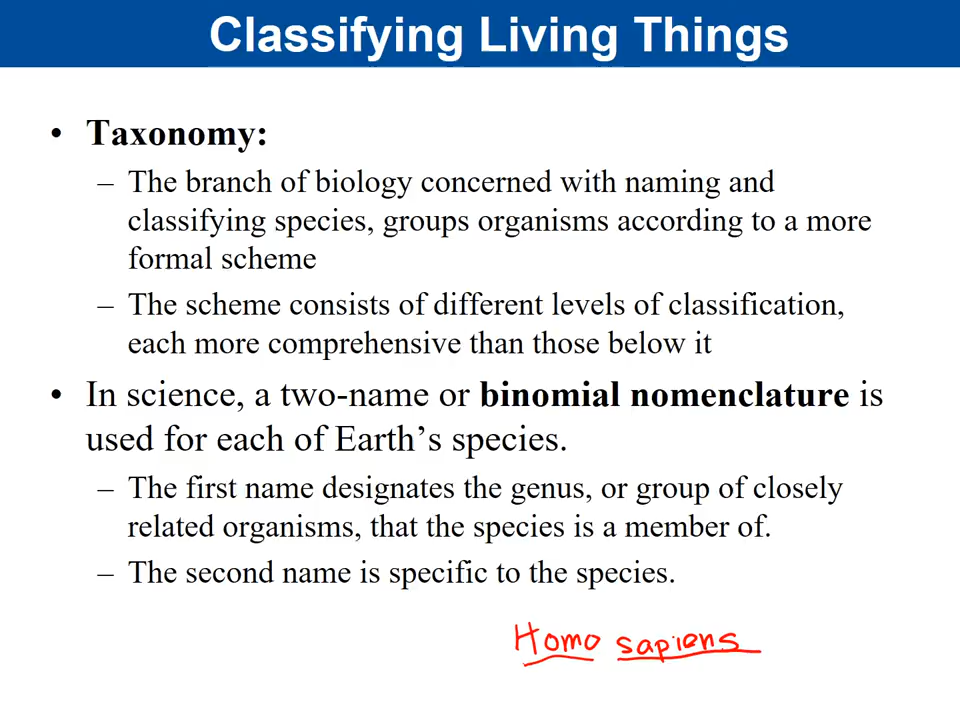 Classifying Living Things
• Taxonomy:
– The branch of biology concerned with naming and
classifying species, groups organisms according to a more
formal scheme
– The scheme consists of different levels of classification,
each more comprehensive than those below it
• In science, a two-name or binomial nomenclature is
used for each of Earth’s species.
– The first name designates the genus, or group of closely
related organisms, that the species is a member of.
– The second name is specific to the species.
Homo sapiens